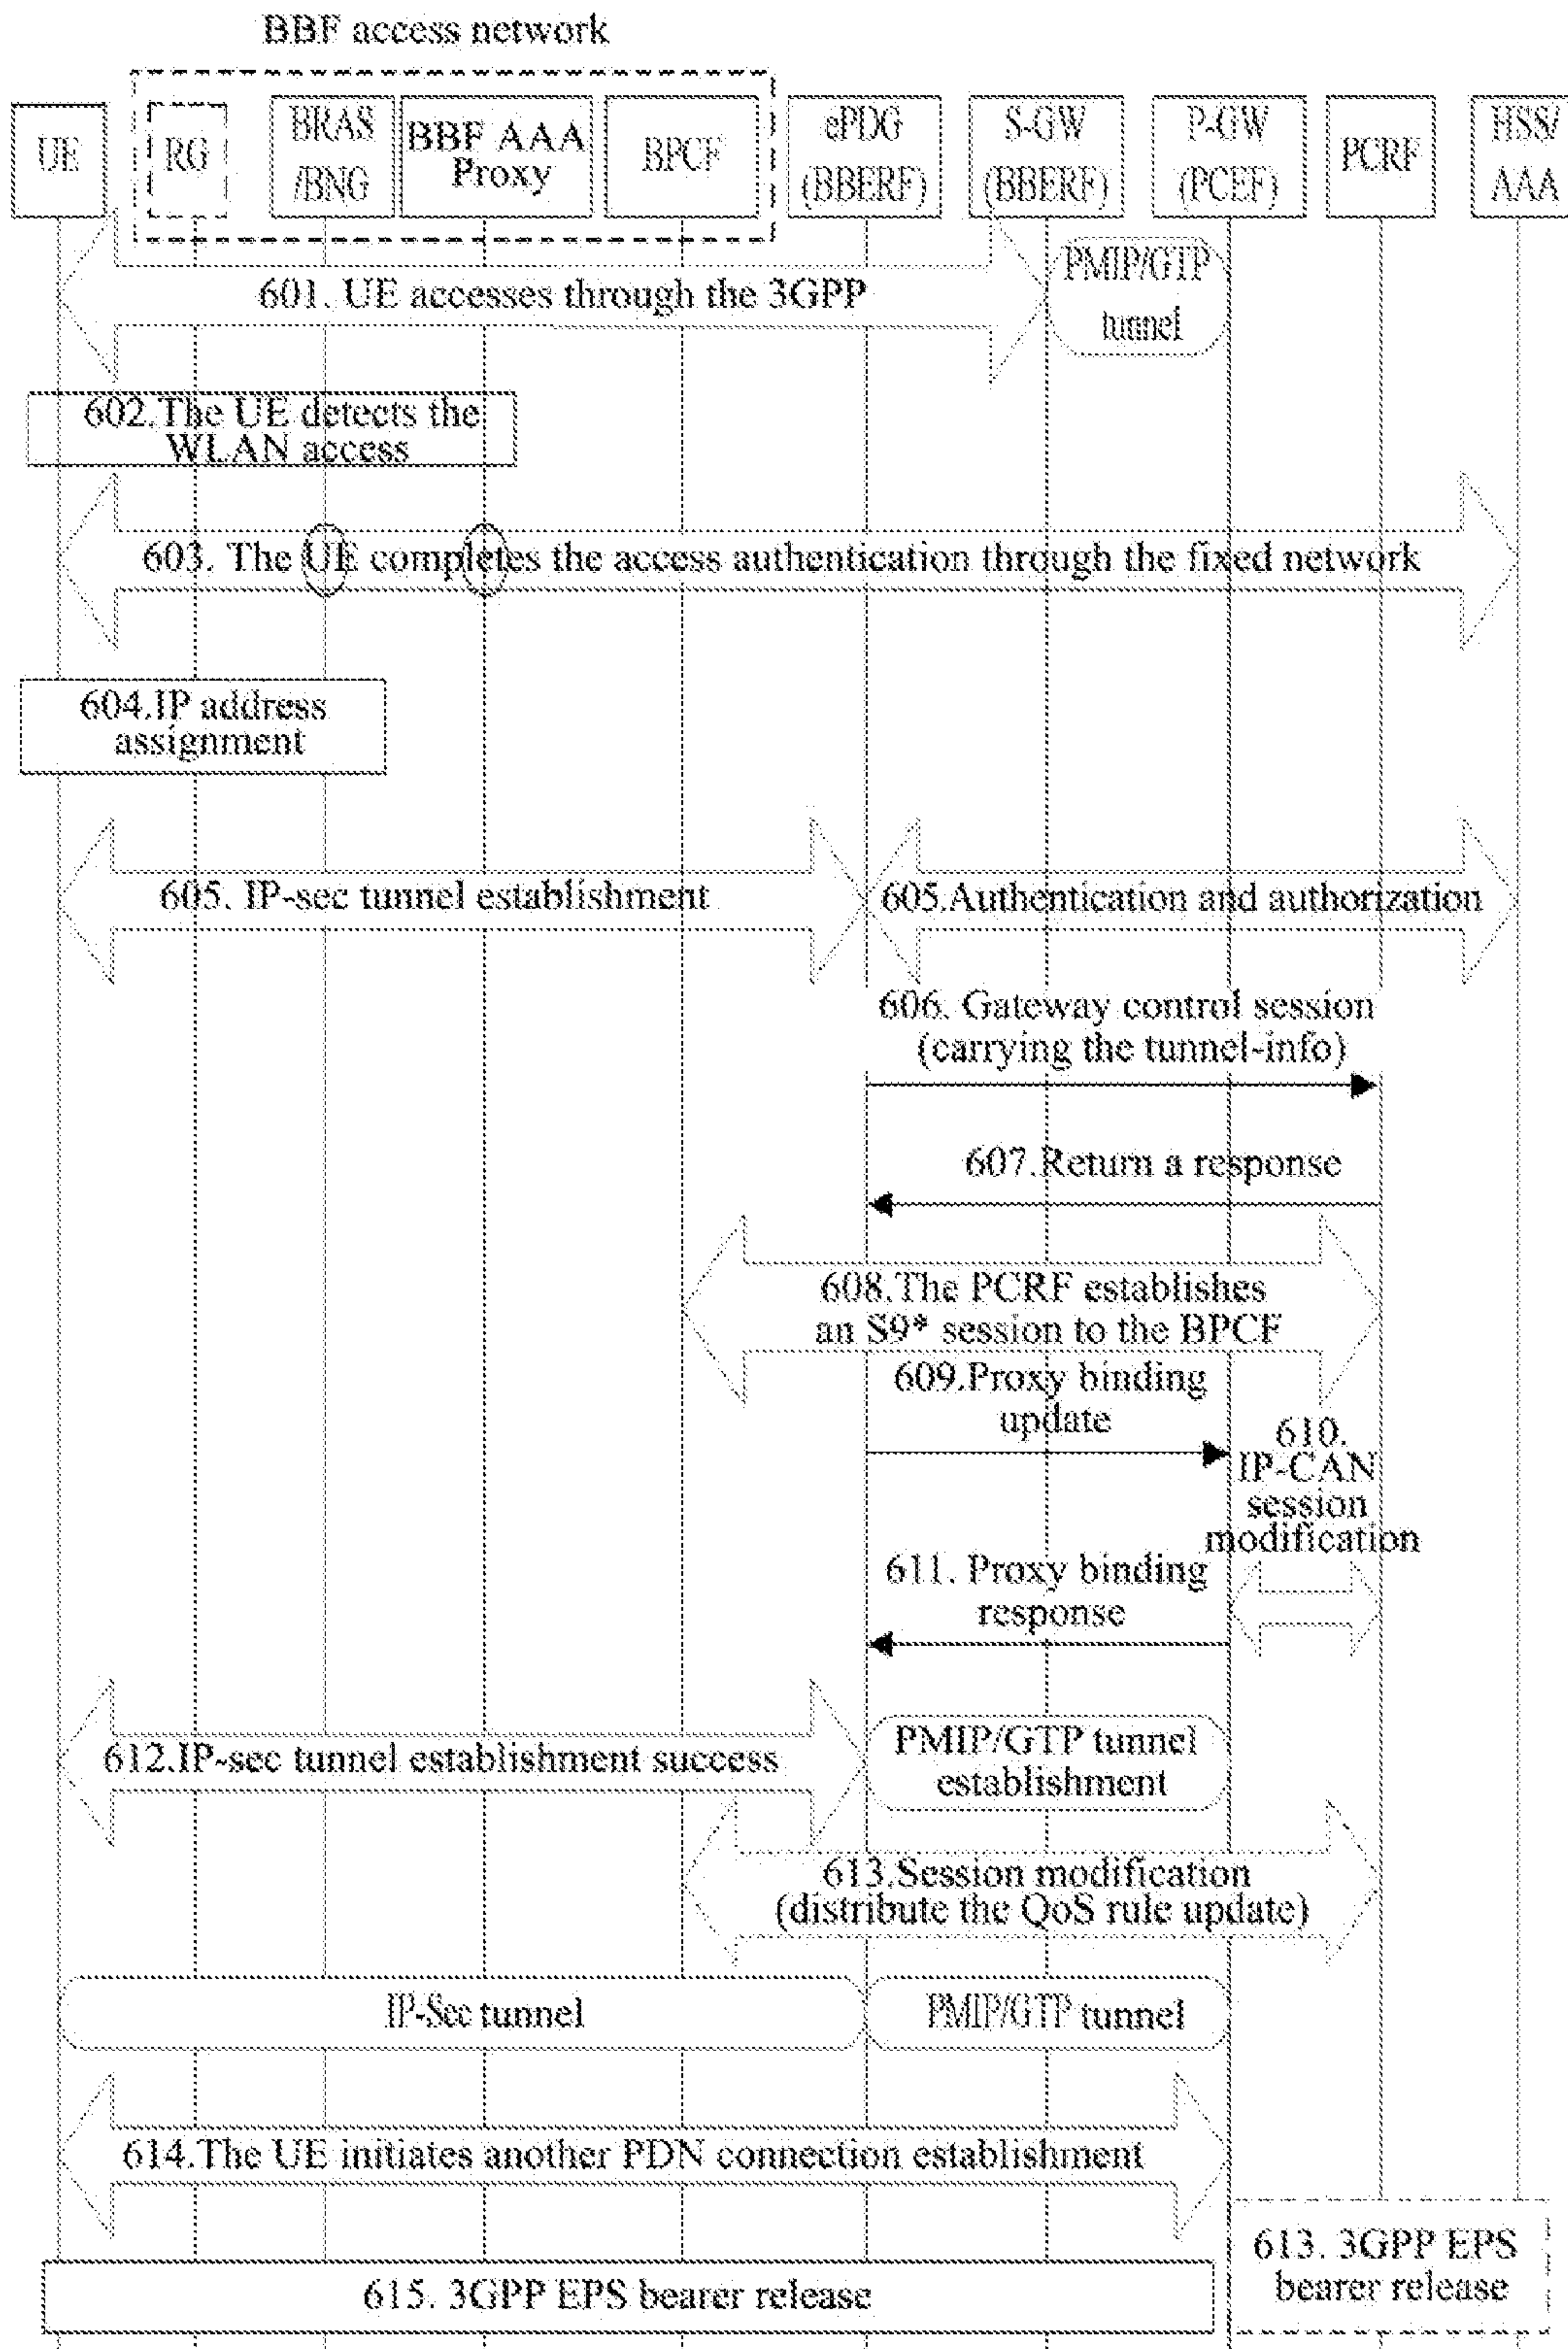 BBF access network
UE
RG
BRAS
/BNG
BBF AAA
Proxy
BPCF
ePDG
(BBERF)
S-GW
(BBERF)
P-GW
(PCEF)
PCRF
HSS/
AAA
601. UE accesses through the 3GPP
PMIP/GTP
tunnel
602.The UE detects the
WLAN access
603. The UE completes the access authentication through the fixed network
604.IP address
assignment
605. IP-sec tunnel establishment
605.Authentication and authorization
606. Gateway control session
(carrying the tunnel-info)
607.Return a response
608.The PCRF establishes
an S9* session to the BPCF
609.Proxy binding
update
610.
IP-CAN
session
modification
611. Proxy binding
response
612.IP-sec tunnel establishment success
PMIP/GTP tunnel
establishment
613.Session modification
(distribute the QoS rule update)
IP-Sec tunnel
PMIP/GTP tunnel
614.The UE initiates another PDN connection establishment
613. 3GPP EPS
bearer release
615. 3GPP EPS bearer release